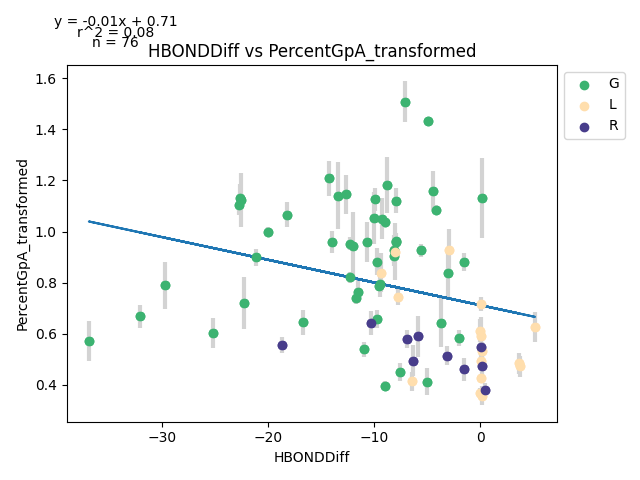 y = -0.01x + 0.71
r^2 = 0.08
n = 76
HBONDDiff vs PercentGpA_transformed
G
L
R
PercentGpA_transformed
1.6
1.4
1.2
1.0
0.8
0.6
0.4
−30
−20
−10
0
HBONDDiff